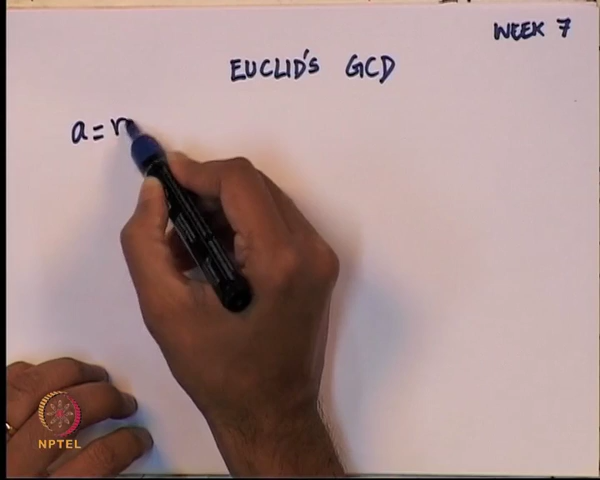 WEEK 7
EUCLID'S GCD
a = r
NPTEL